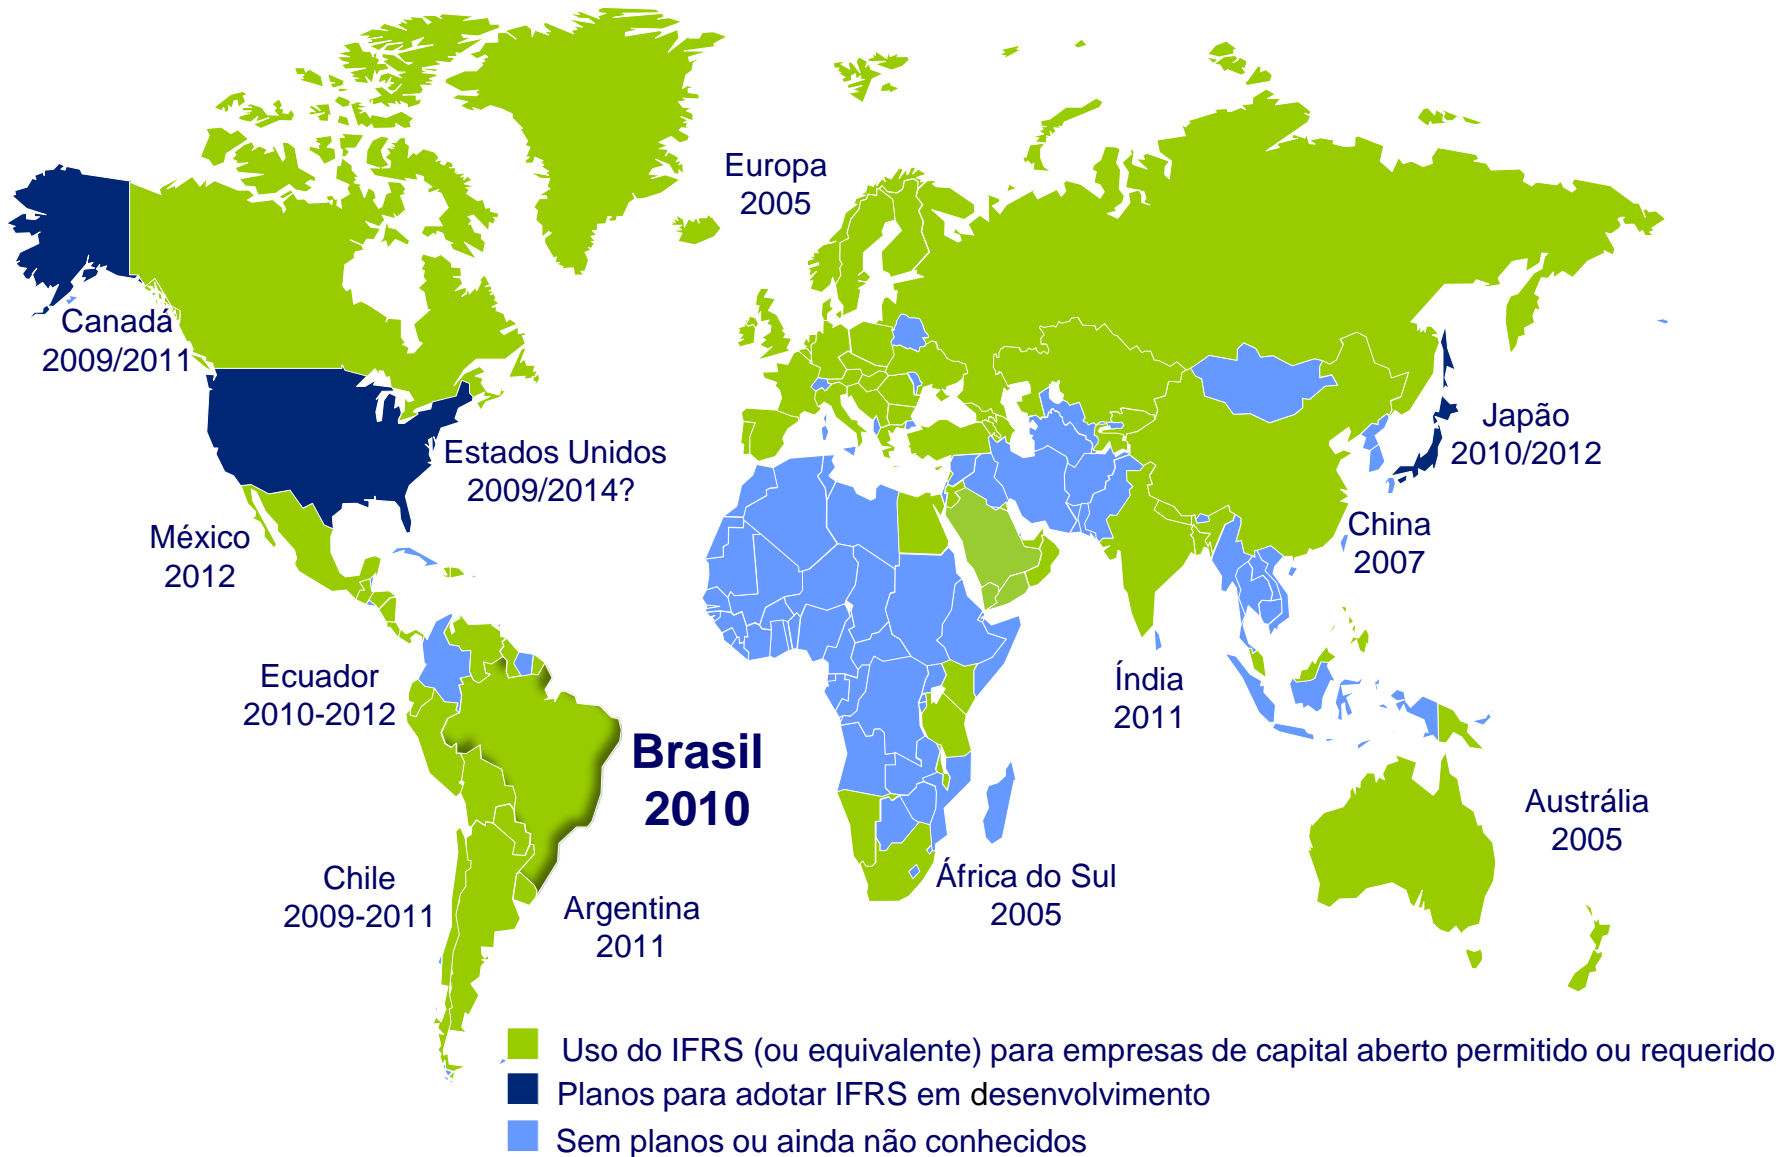 Europa
2005
Canadá
2009/2011
Estados Unidos
2009/2014?
Japão
2010/2012
México
2012
China
2007
Ecuador
2010-2012
Índia
2011
Brasil
2010
Austrália
2005
Chile
2009-2011
Argentina
2011
África do Sul
2005
Uso do IFRS (ou equivalente) para empresas de capital aberto permitido ou requerido
Planos para adotar IFRS em desenvolvimento
Sem planos ou ainda não conhecidos